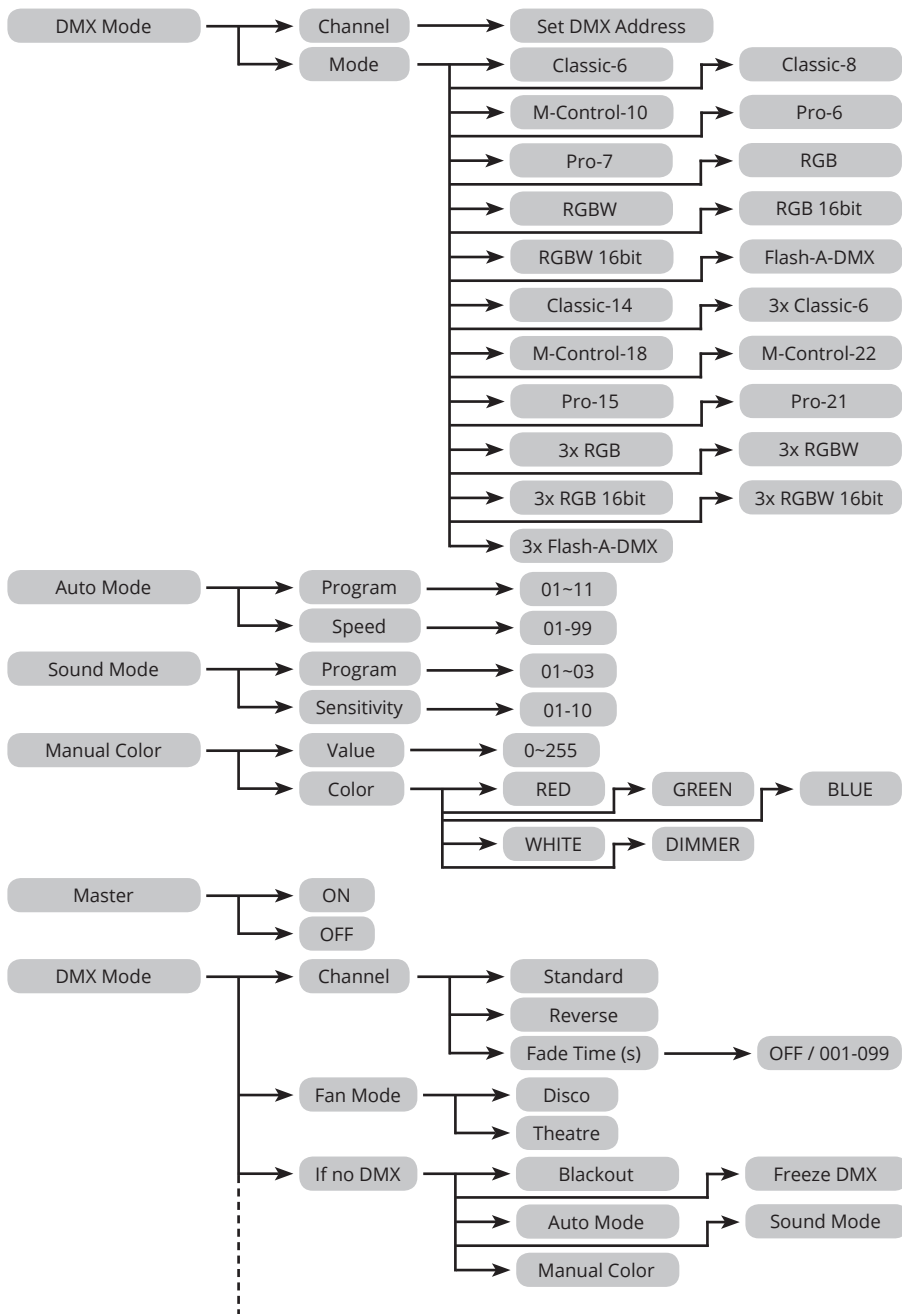 DMX Mode Channel Set DMX Address
Mode Classic-6 Classic-8
M-Control-10 Pro-6
Pro-7 RGB
RGBW RGB 16bit
RGBW 16bit Flash-A-DMX
Classic-14 3x Classic-6
M-Control-18 M-Control-22
Pro-15 Pro-21
3x RGB 3x RGBW
3x RGB 16bit 3x RGBW 16bit
3x Flash-A-DMX
Auto Mode Program 01~11
Speed 01-99
Sound Mode Program 01~03
Sensitivity 01-10
Manual Color Value 0~255
Color RED GREEN BLUE
WHITE DIMMER
Master ON
OFF
DMX Mode Channel Standard
Reverse
Fade Time (s) OFF / 001-099
Fan Mode Disco
Theatre
If no DMX Blackout Freeze DMX
Auto Mode Sound Mode
Manual Color